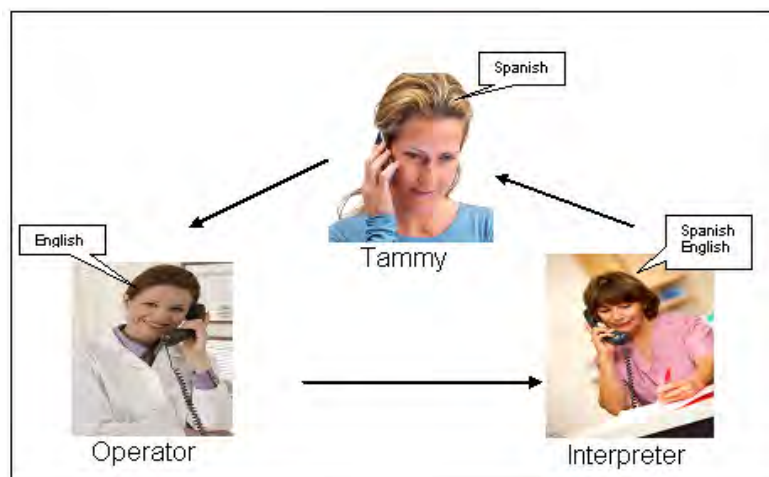 Spanish
Tammy
English
Operator
Spanish
English
Interpreter